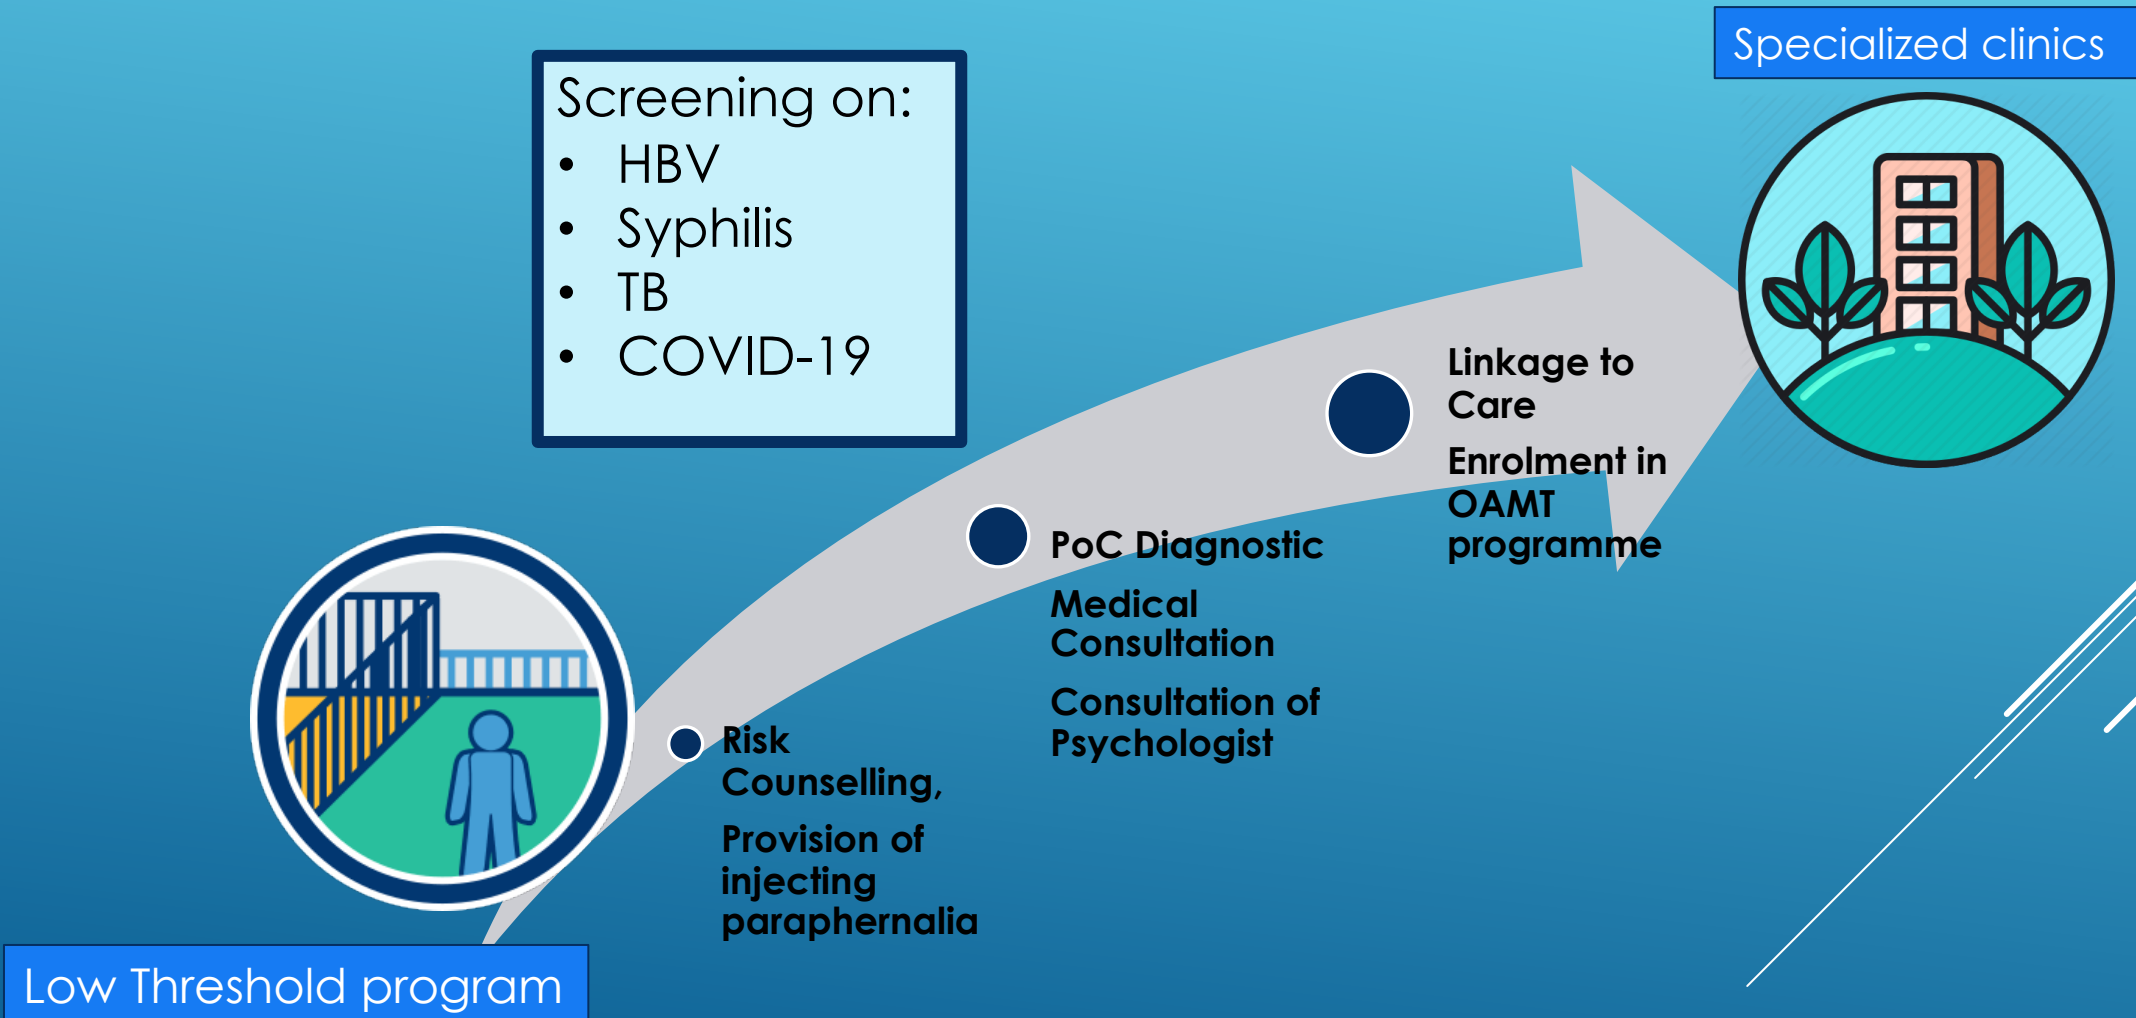 Specialized clinics
Screening on:
• HBV
• Syphilis
• TB
• COVID-19
Linkage to
Care
Enrolment in
OAMT
programme
PoC Diagnostic
Medical
Consultation
Consultation of
Psychologist
Risk
Counselling,
Provision of
injecting
paraphernalia
Low Threshold program